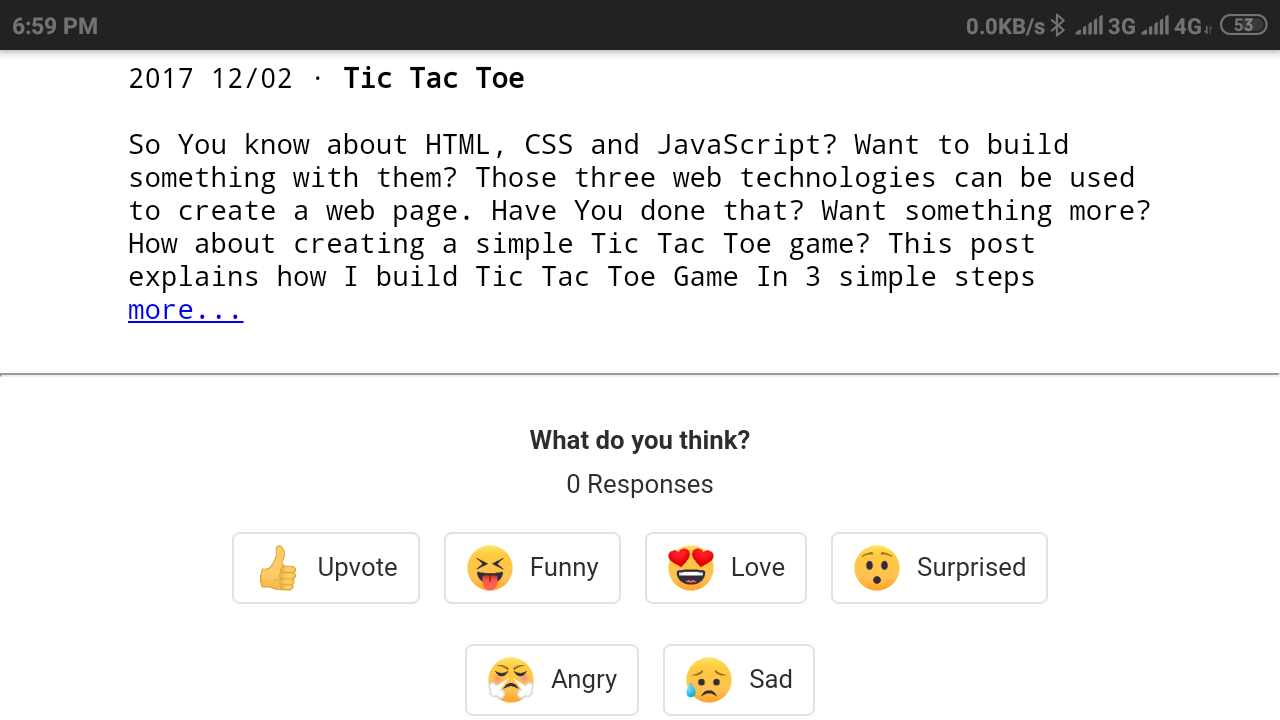 6:59 PM 0.0KB/s 3G 4G 53
2017 12/02 · Tic Tac Toe
So You know about HTML, CSS and JavaScript? Want to build
something with them? Those three web technologies can be used
to create a web page. Have You done that? Want something more?
How about creating a simple Tic Tac Toe game? This post
explains how I build Tic Tac Toe Game In 3 simple steps
more...
What do you think?
0 Responses
Upvote Funny Love Surprised
Angry Sad